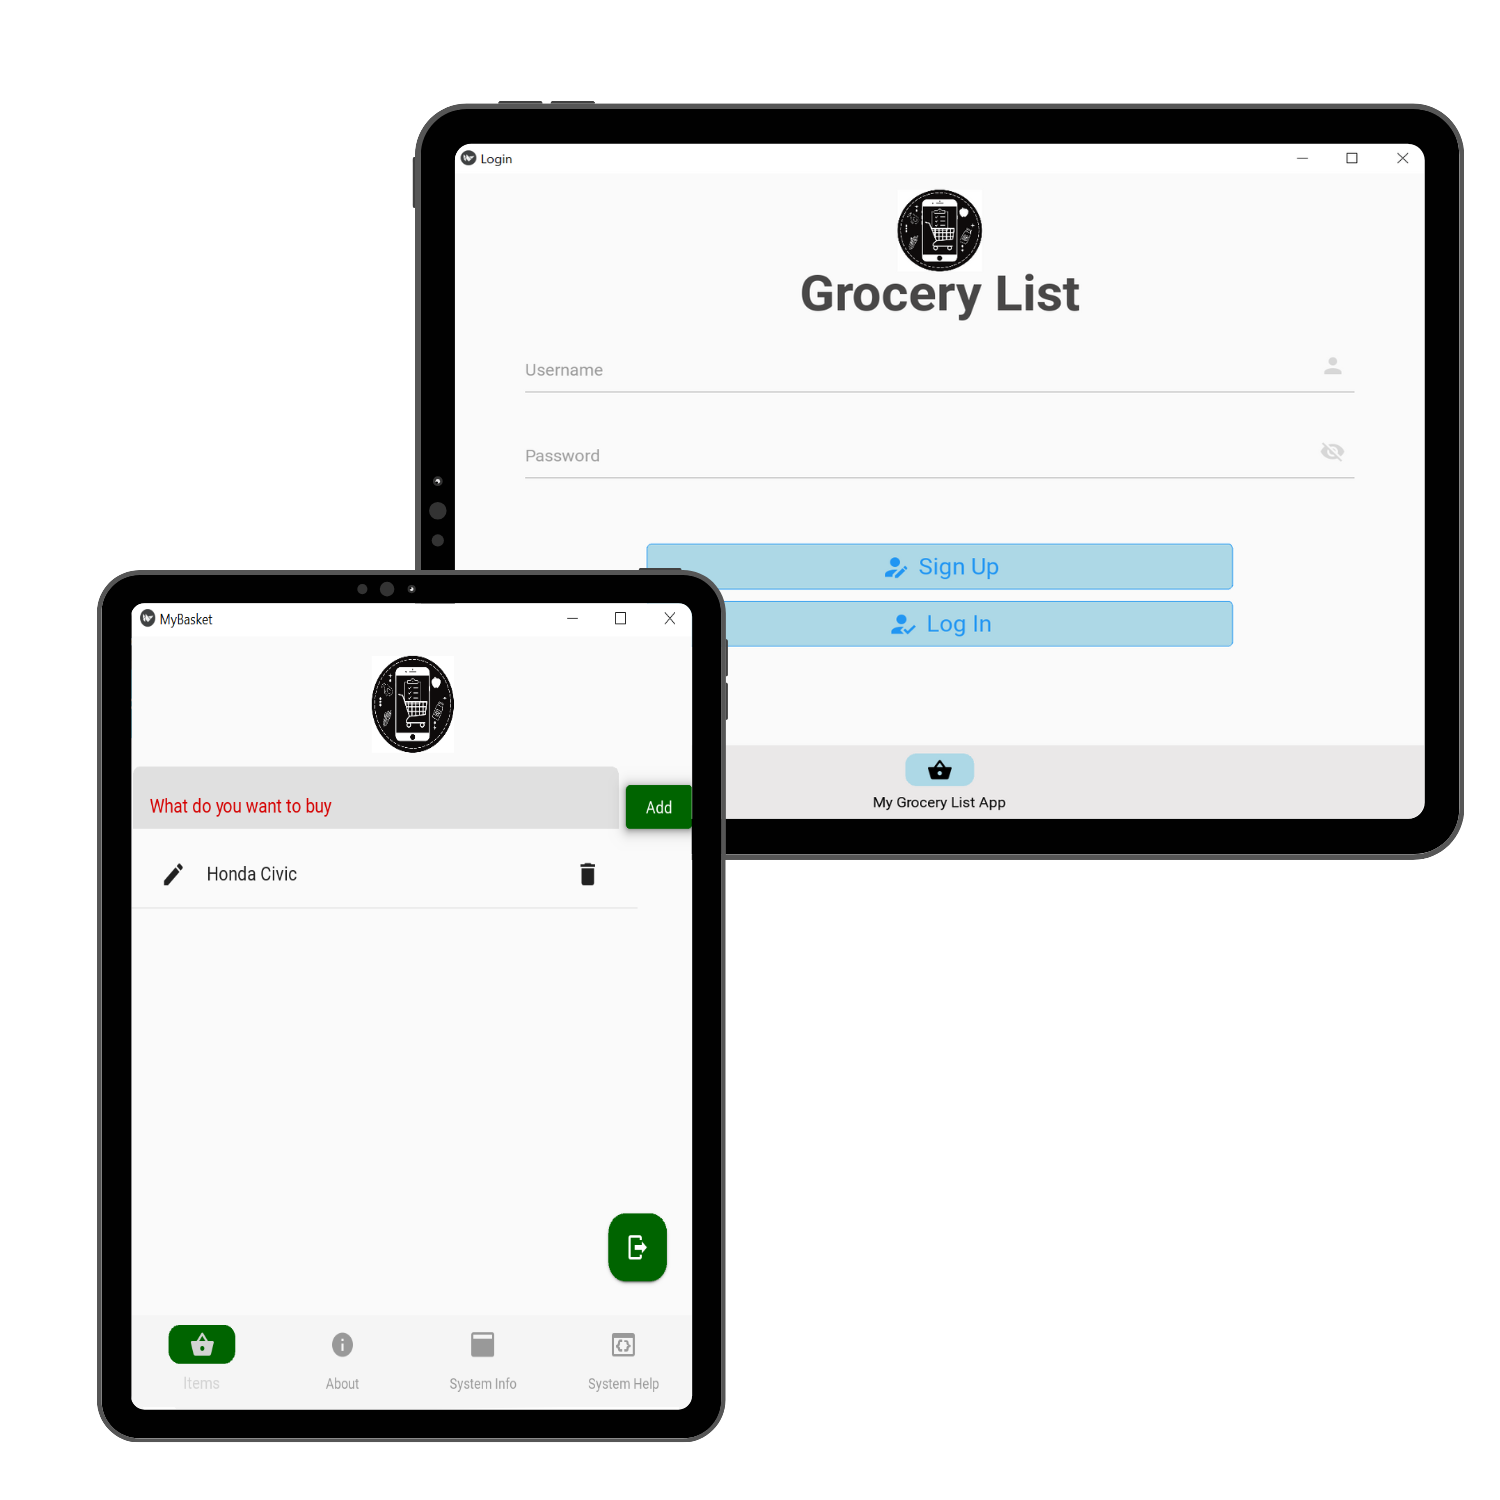 Login
Grocery List
Username
Password
Sign Up
Log In
My Grocery List App
MyBasket
What do you want to buy
Add
Honda Civic
Items
About
System Info
System Help